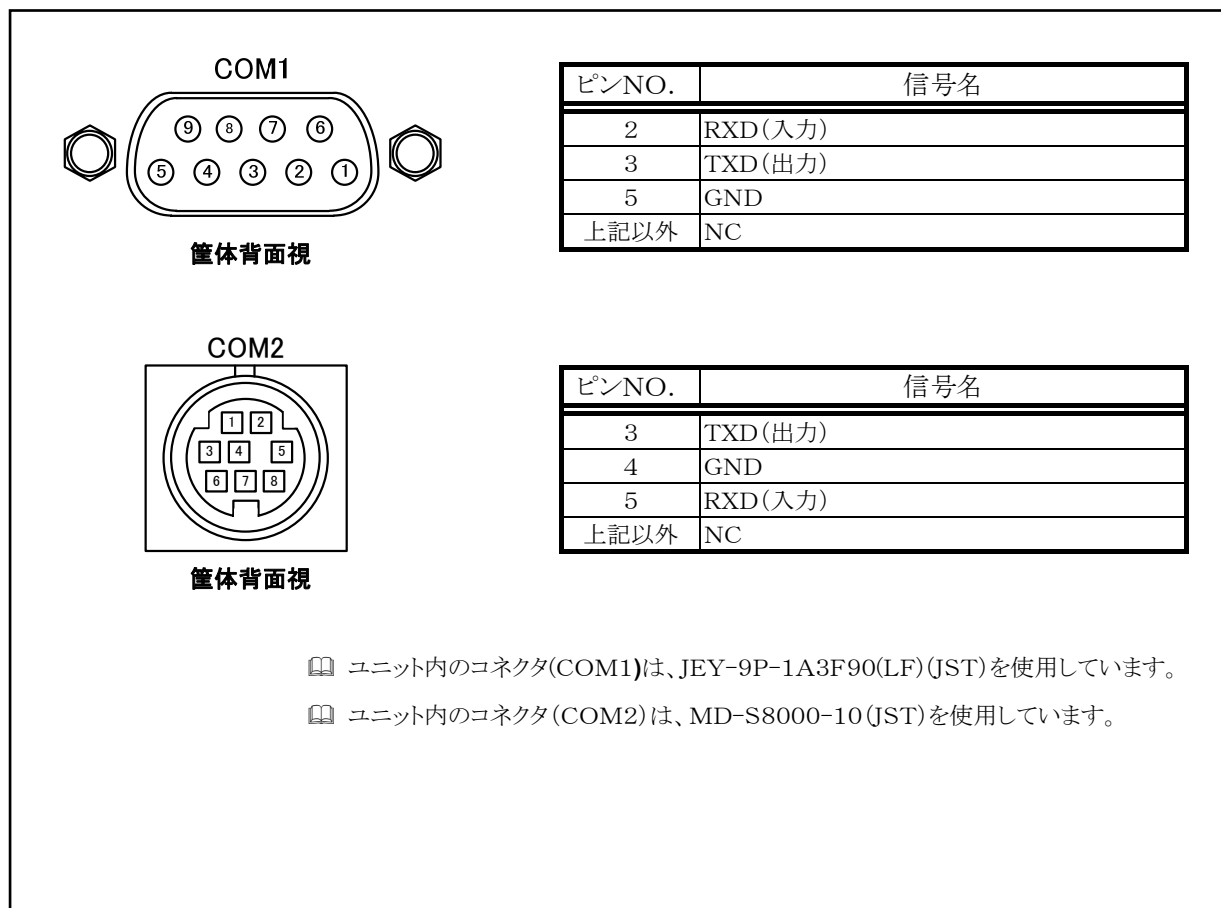 COM1
9 8 7 6
5 4 3 2 1
筐体背面視
ピンNO. 信号名
2 RXD(入力)
3 TXD(出力)
5 GND
上記以外 NC
COM2
1 2
3 4 5
6 7 8
筐体背面視
ピンNO. 信号名
3 TXD(出力)
4 GND
5 RXD(入力)
上記以外 NC
ユニット内のコネクタ(COM1)は、JEY-9P-1A3F90(LF)(JST)を使用しています。
ユニット内のコネクタ(COM2)は、MD-S8000-10(JST)を使用しています。